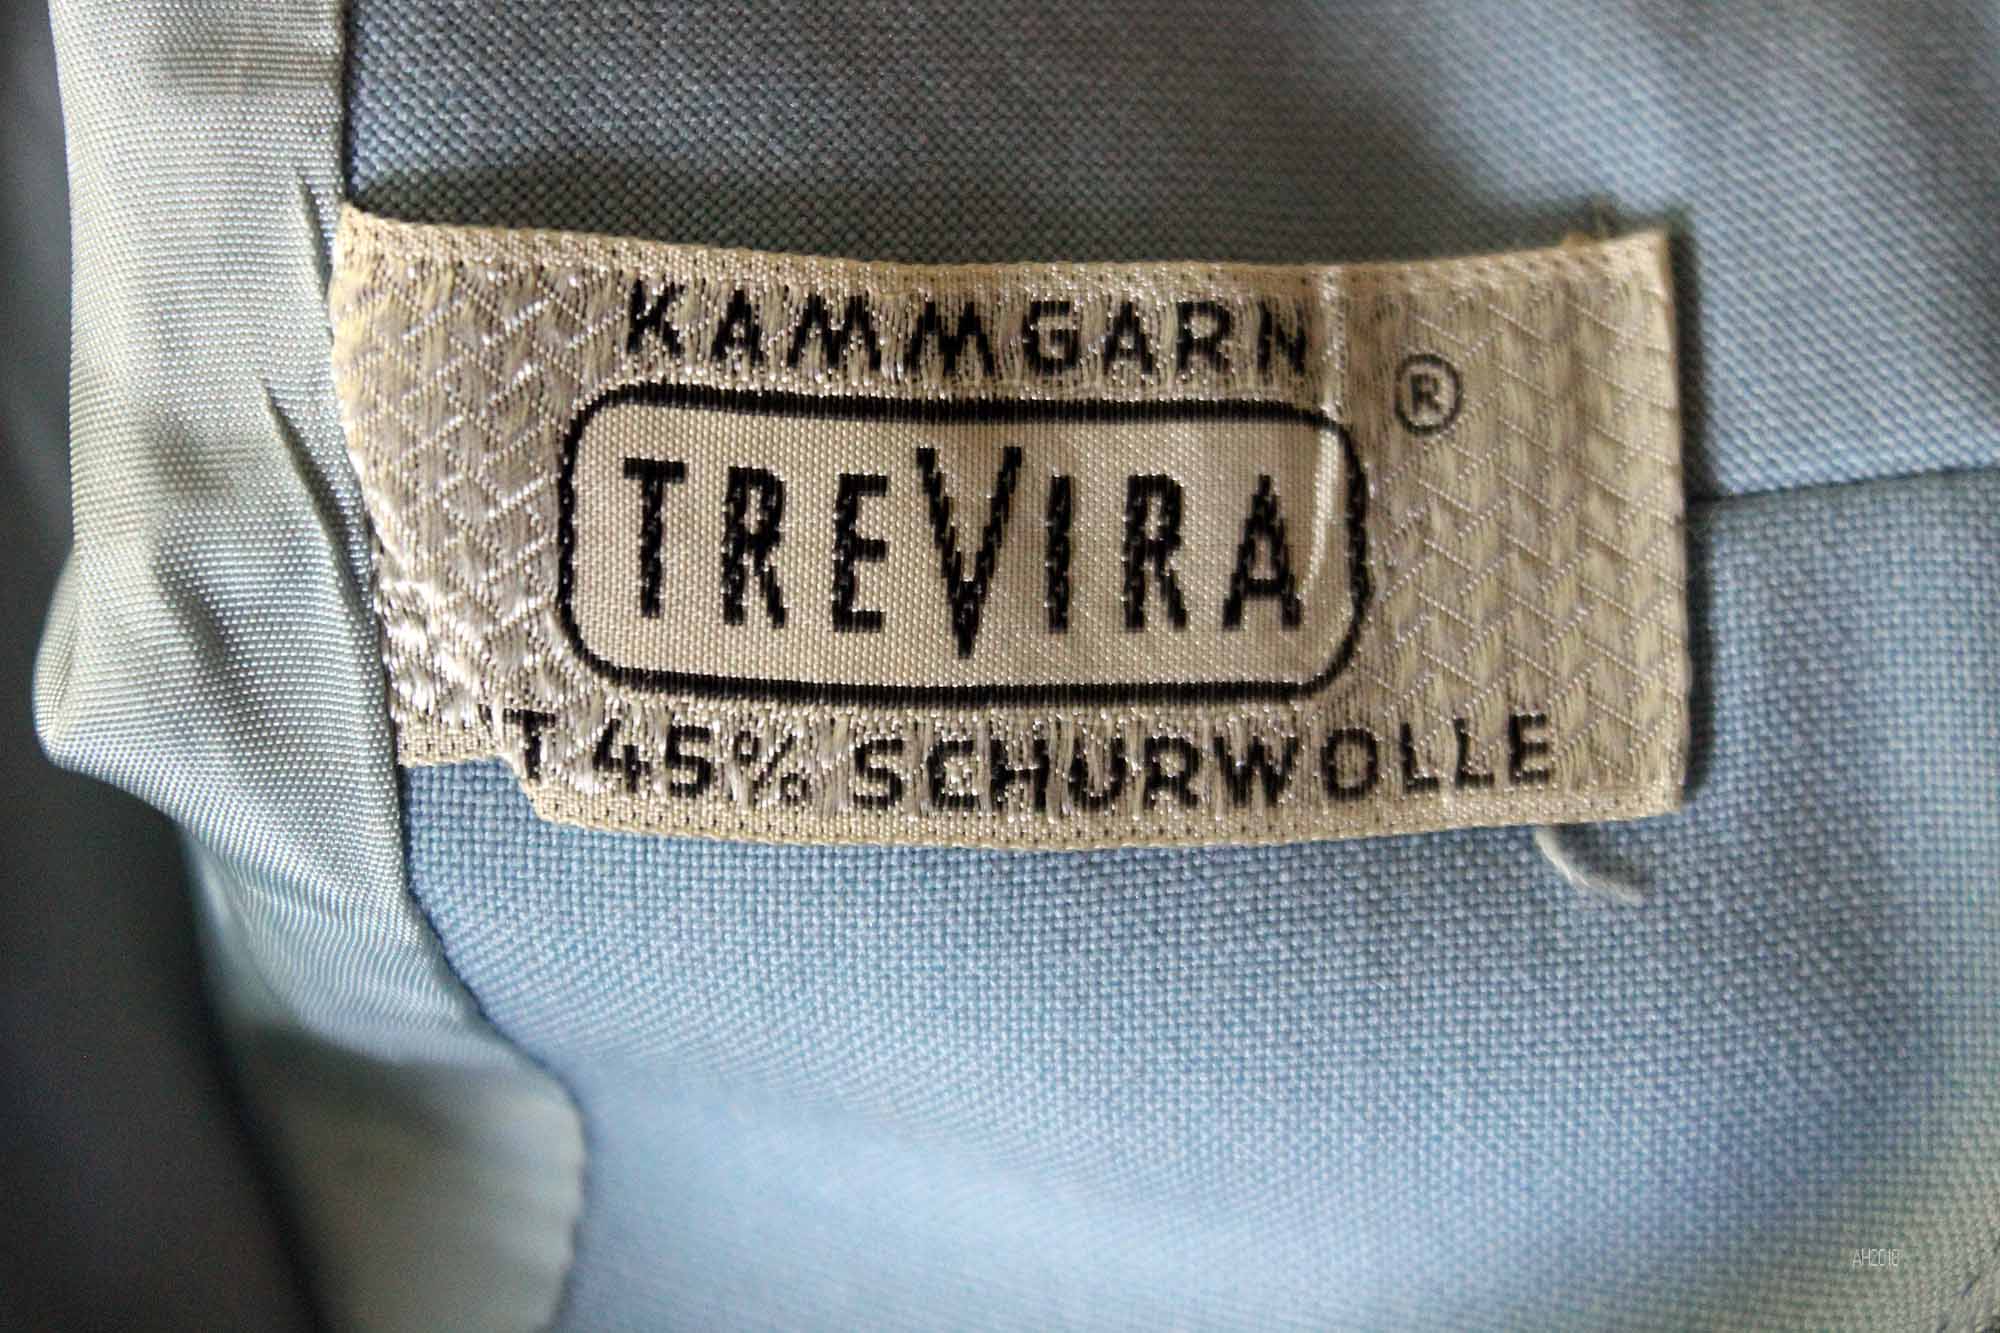 KAMMGARN
TREVIRA ®
T 45% SCHURWOLLE
AH2018